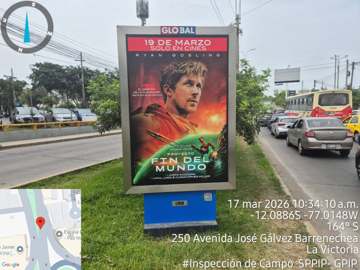 GLOBAL
19 DE MARZO
SOLO EN CINES
RYAN GOSLING
PROYECTO
FIN DEL
MUNDO
17 mar 2026 10:34:10 a.m.
-12.0886S -77.0148W
164° S
250 Avenida José Gálvez Barrenechea
La Victoria
#Inspección de Campo. SPPIP- GPIP